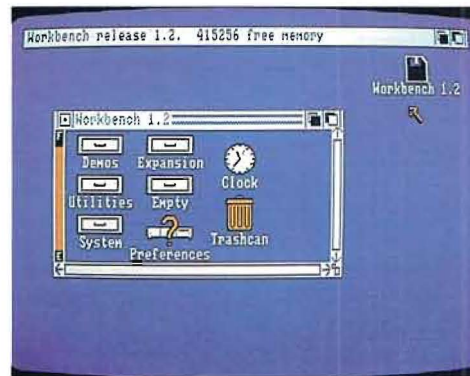 Workbench release 1.2. 415256 free memory
Workbench 1.2
Workbench 1.2
F
Demos Expansion Clock
Utilities Empty
System Preferences Trashcan
E